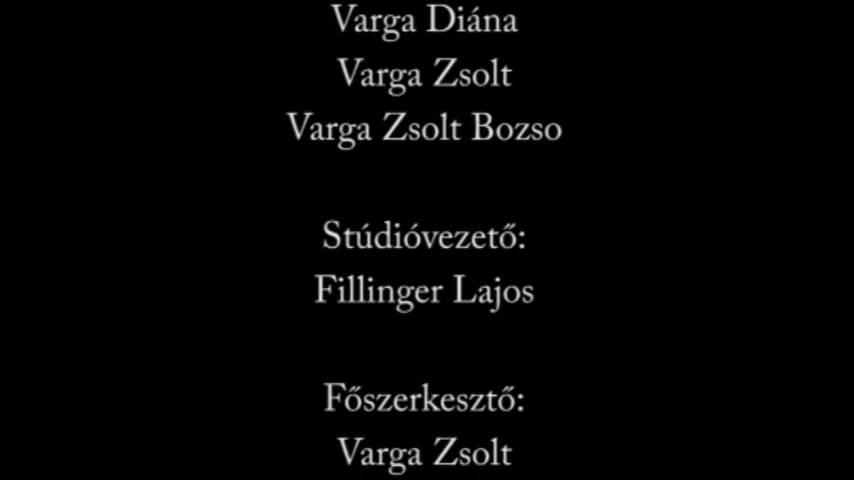 Varga Diána
Varga Zsolt
Varga Zsolt Bozso
Stúdióvezető:
Fillinger Lajos
Főszerkesztő:
Varga Zsolt